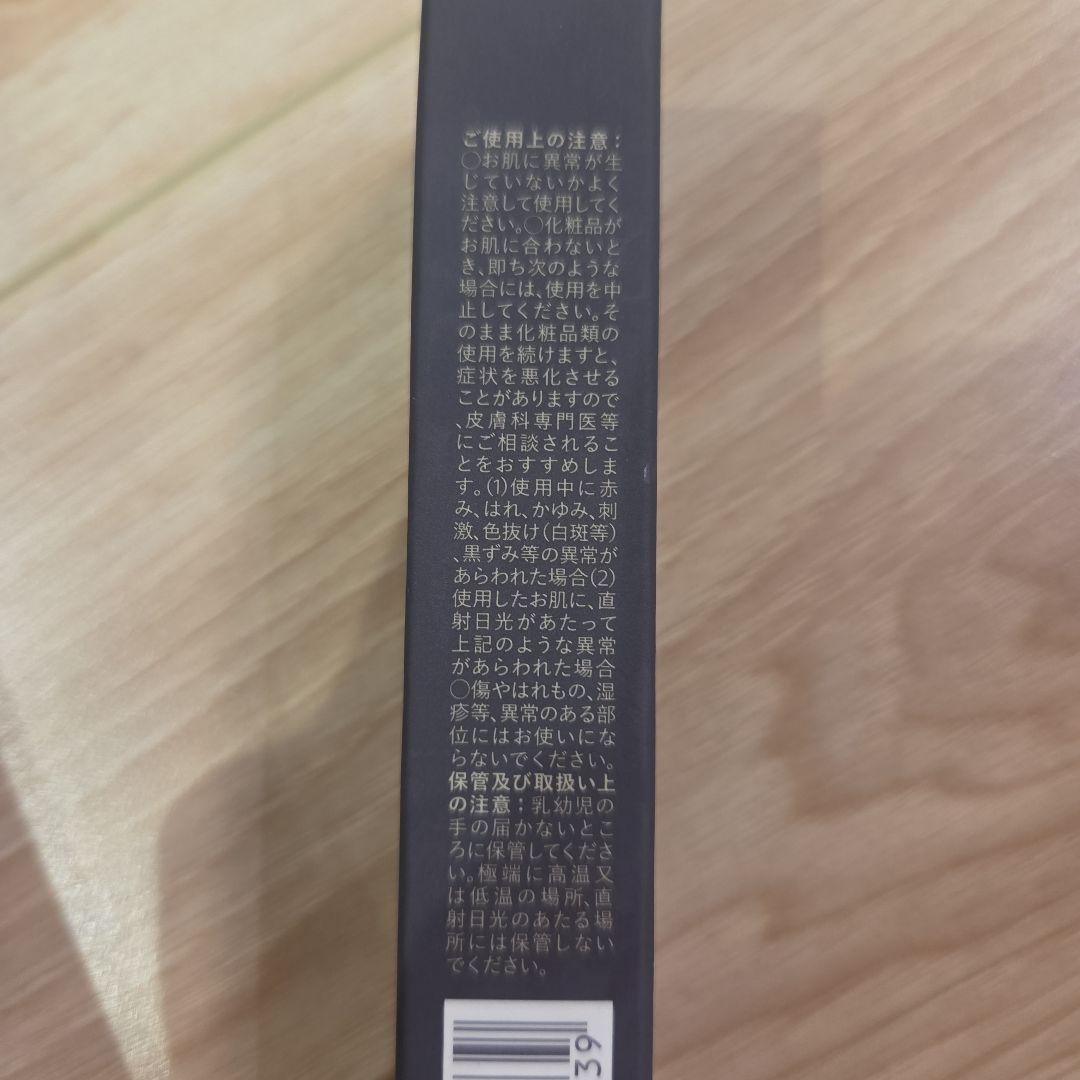 ご使用上の注意：
○お肌に異常が生
じていないかよく
注意して使用してく
ださい。○化粧品が
お肌に合わないと
き、即ち次のような
場合には、使用を中
止してください。そ
のまま化粧品類の
使用を続けますと、
症状を悪化させる
ことがありますので
、皮膚科専門医等
にご相談されるこ
とをおすすめしま
す。(1)使用中に赤
み、はれ、かゆみ、刺
激、色抜け(白斑等)
、黒ずみ等の異常が
あらわれた場合(2)
使用したお肌に、直
射日光があたって
上記のような異常
があらわれた場合
○傷やはれもの、湿
疹等、異常のある部
位にはお使いにな
らないでください。
保管及び取扱い上
の注意：乳幼児の
手の届かないとこ
ろに保管してくださ
い。極端に高温又
は低温の場所、直
射日光のあたる場
所には保管しない
でください。
39